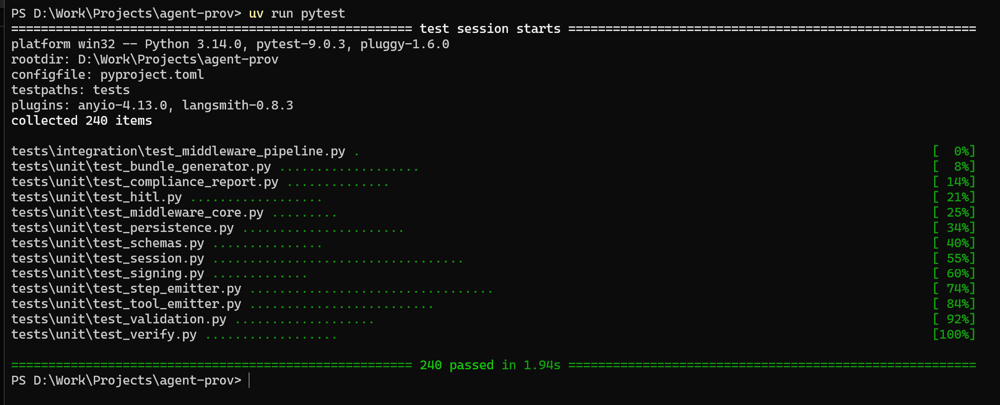 PS D:\Work\Projects\agent-prov> uv run pytest
====================================================== test session starts =======================================================
platform win32 -- Python 3.14.0, pytest-9.0.3, pluggy-1.6.0
rootdir: D:\Work\Projects\agent-prov
configfile: pyproject.toml
testpaths: tests
plugins: anyio-4.13.0, langsmith-0.8.3
collected 240 items

tests\integration\test_middleware_pipeline.py . [  0%]
tests\unit\test_bundle_generator.py ................... [  8%]
tests\unit\test_compliance_report.py .............. [ 14%]
tests\unit\test_hitl.py .................. [ 21%]
tests\unit\test_middleware_core.py ......... [ 25%]
tests\unit\test_persistence.py ...................... [ 34%]
tests\unit\test_schemas.py ............... [ 40%]
tests\unit\test_session.py .................................. [ 55%]
tests\unit\test_signing.py ............. [ 60%]
tests\unit\test_step_emitter.py ................................. [ 74%]
tests\unit\test_tool_emitter.py ......................... [ 84%]
tests\unit\test_validation.py ................... [ 92%]
tests\unit\test_verify.py .................. [100%]

====================================================== 240 passed in 1.94s =======================================================
PS D:\Work\Projects\agent-prov>